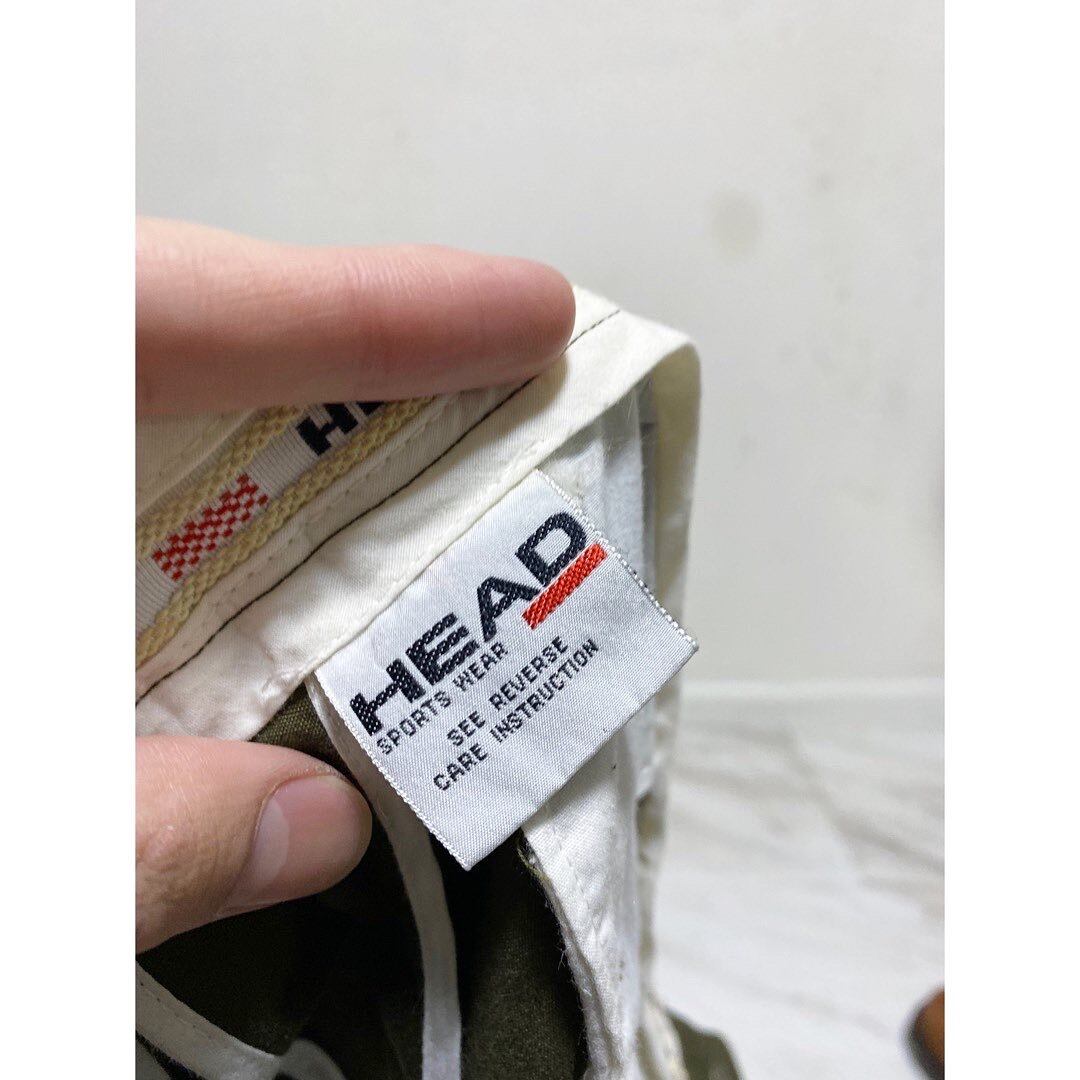 HEAD
SPORTS WEAR
SEE REVERSE
CARE INSTRUCTION